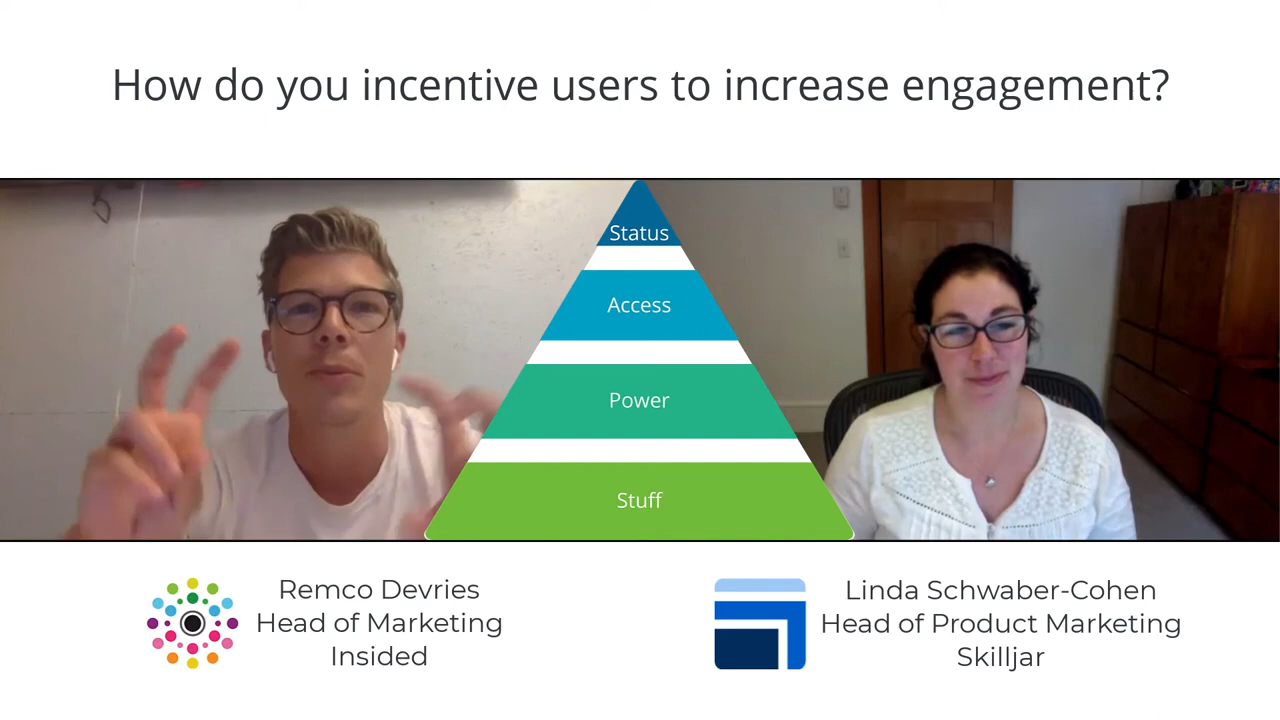 How do you incentive users to increase engagement?
Status
Access
Power
Stuff
Remco Devries
Head of Marketing
Insided
Linda Schwaber-Cohen
Head of Product Marketing
Skilljar